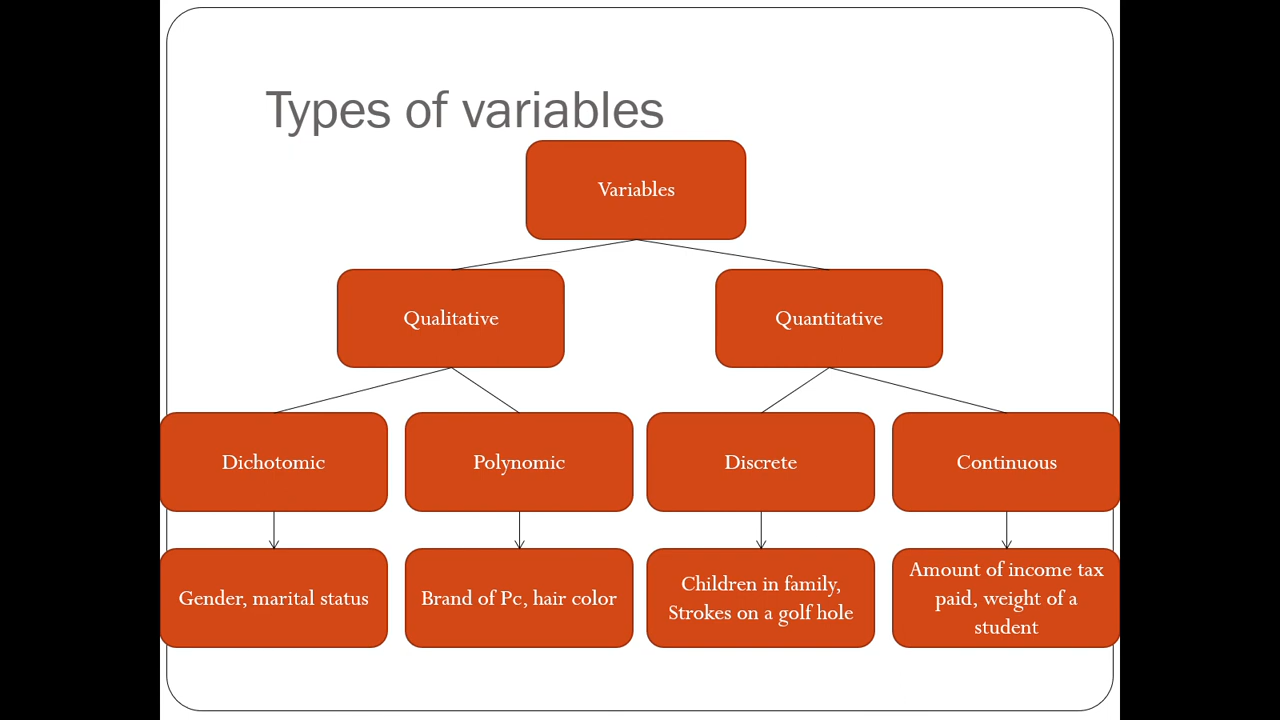 Types of variables
Variables
Qualitative
Quantitative
Dichotomic
Polynomic
Discrete
Continuous
Gender, marital status
Brand of Pc, hair color
Children in family,
Strokes on a golf hole
Amount of income tax
paid, weight of a
student